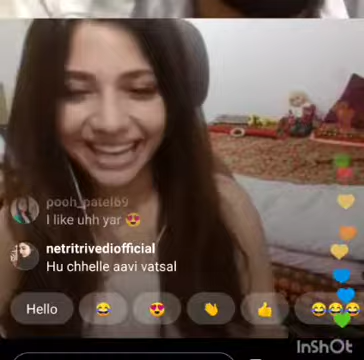 pooh_patel69
I like uhh yar 😍
netritrivediofficial
Hu chhelle aavi vatsal
Hello
InShOt